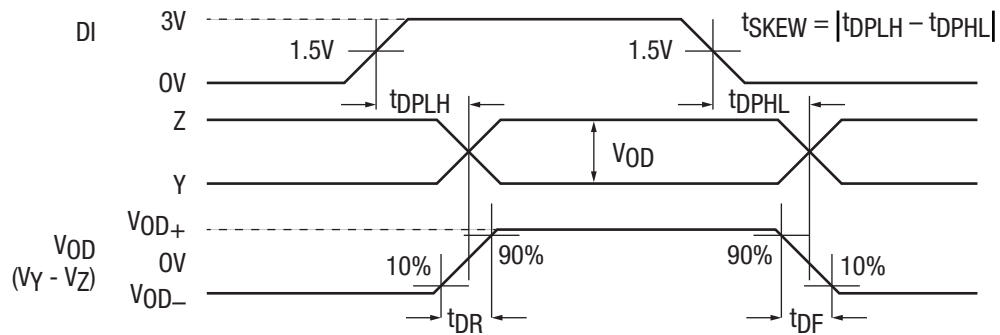 DI
3V
1.5V
0V
1.5V
tSKEW = |tDPLH – tDPHL|
tDPLH
tDPHL
Z
Y
VOD
VOD
(VY - VZ)
VOD+
0V
VOD–
10%
90%
90%
10%
tDR
tDF